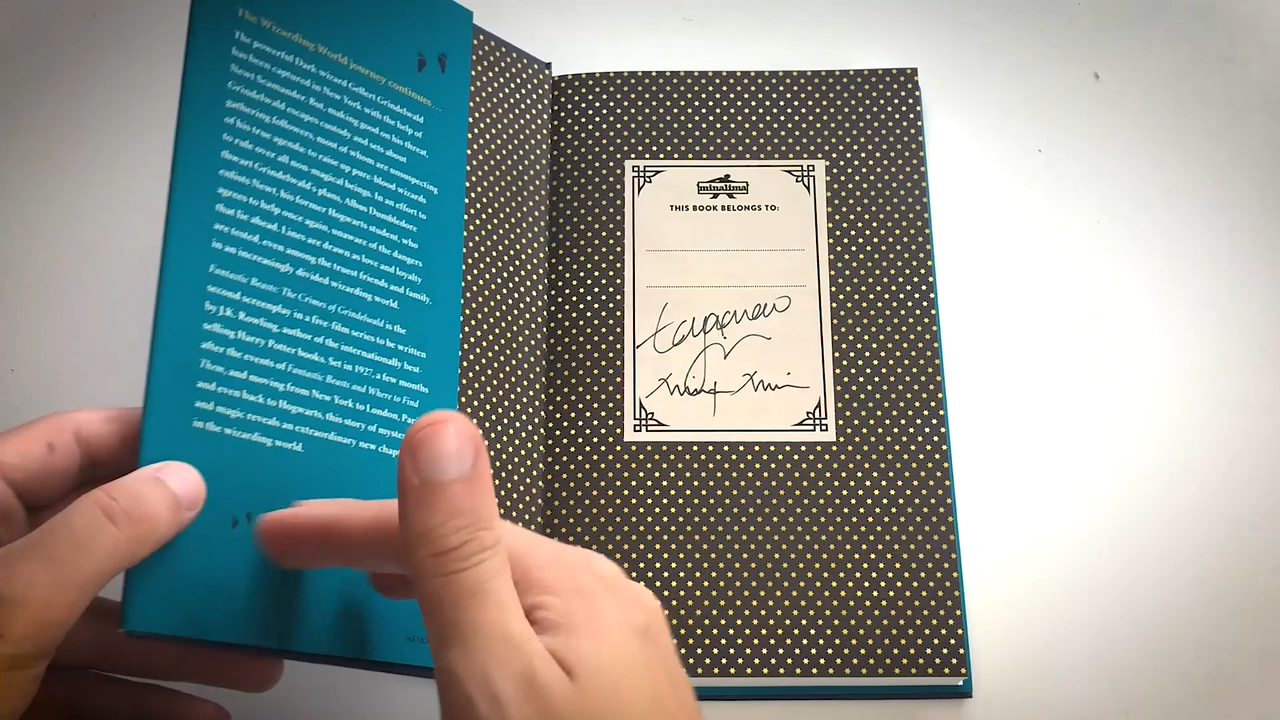 The Wizarding World journey continues...
The powerful Dark wizard Gellert Grindelwald
has been captured in New York with the help of
Newt Scamander. But, making good on his threat,
Grindelwald escapes custody and sets about
gathering followers, most of whom are unsuspecting
of his true agenda: to raise up pure-blood wizards
to rule over all non-magical beings. In an effort to
thwart Grindelwald's plans, Albus Dumbledore
enlists Newt, his former Hogwarts student, who
agrees to help once again, unaware of the dangers
that lie ahead. Lines are drawn as love and loyalty
are tested, even among the truest friends and family,
in an increasingly divided wizarding world.
Fantastic Beasts: The Crimes of Grindelwald is the
second screenplay in a five-film series to be written
by J.K. Rowling, author of the internationally best-
selling Harry Potter books. Set in 1927, a few months
after the events of Fantastic Beasts and Where to Find
Them, and moving from New York to London,
and even back to Hogwarts, this story of
and magic reveals an extraordinary new
in the wizarding world.
minalima
THIS BOOK BELONGS TO: